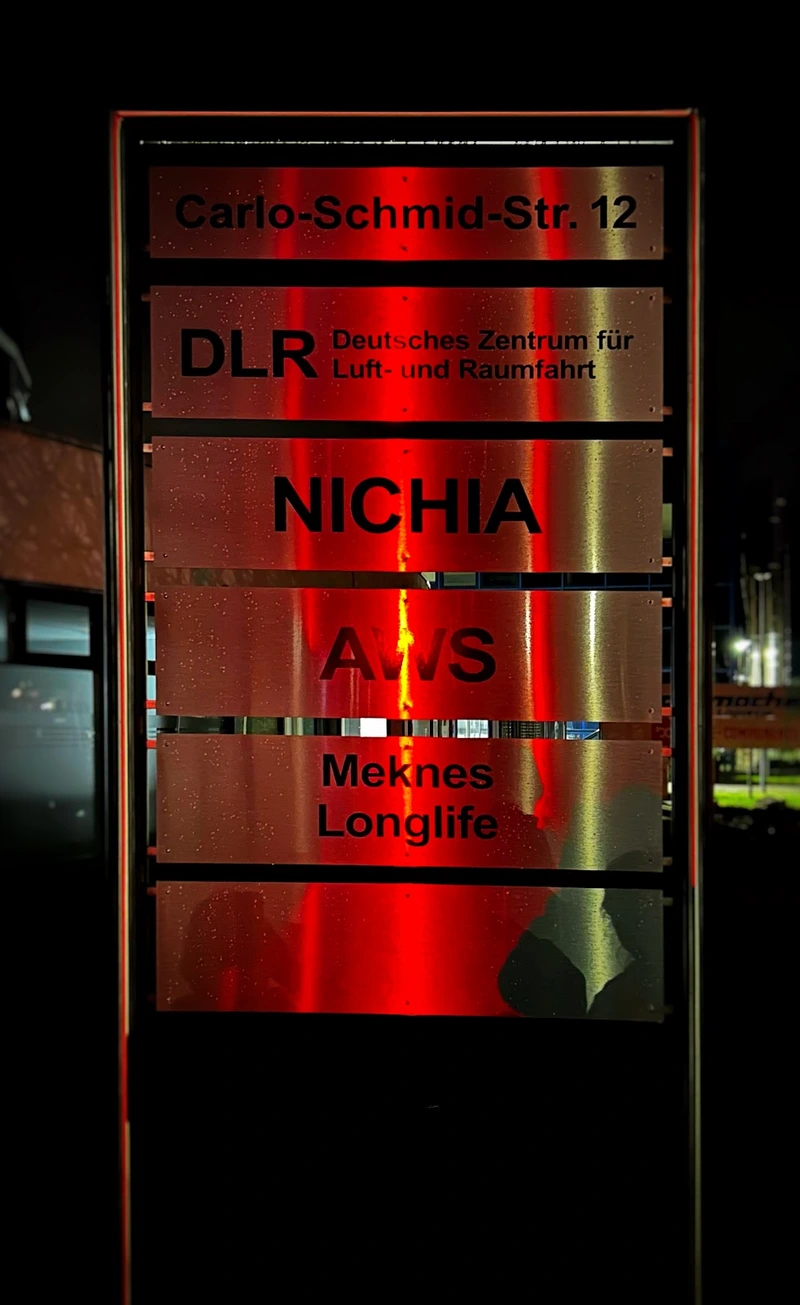 Carlo-Schmid-Str. 12
DLR Deutsches Zentrum für
Luft- und Raumfahrt
NICHIA
AWS
Meknes
Longlife